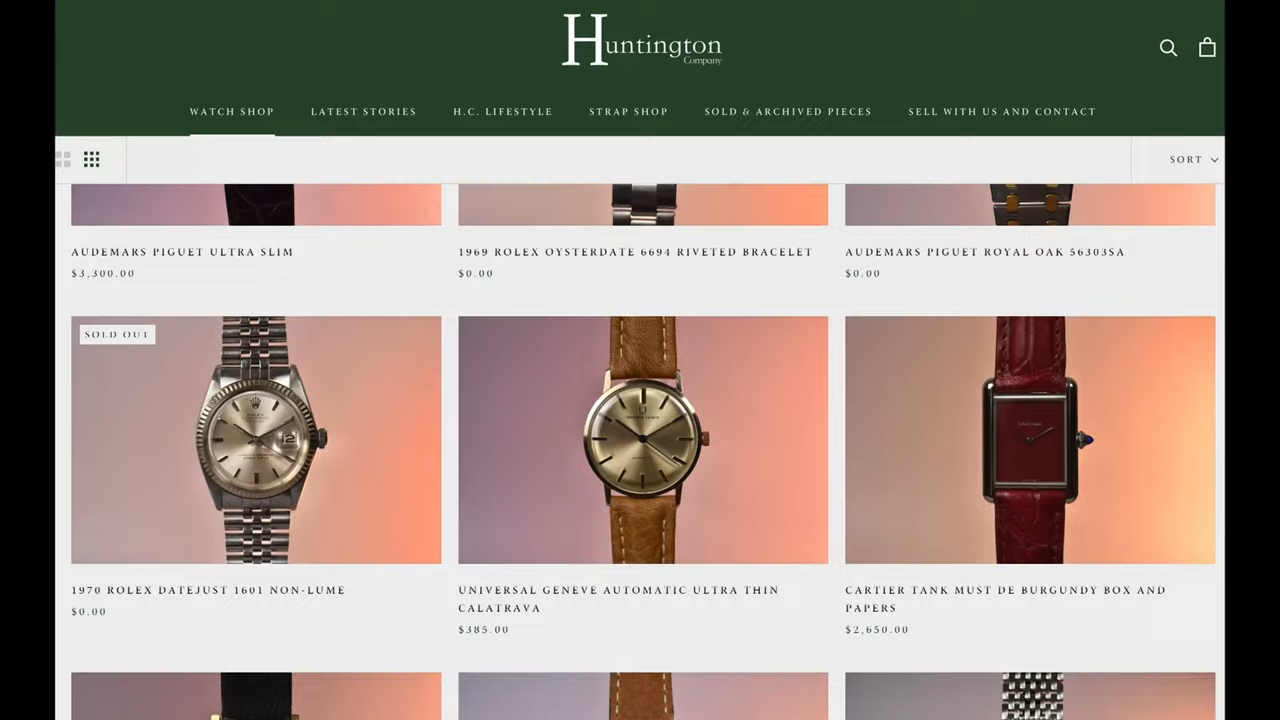 Huntington
Company
WATCH SHOP
LATEST STORIES
H.C. LIFESTYLE
STRAP SHOP
SOLD & ARCHIVED PIECES
SELL WITH US AND CONTACT
SORT
AUDEMARS PIGUET ULTRA SLIM
$3,300.00
1969 ROLEX OYSTERDATE 6694 RIVETED BRACELET
$0.00
AUDEMARS PIGUET ROYAL OAK 56303SA
$0.00
SOLD OUT
1970 ROLEX DATEJUST 1601 NON-LUME
$0.00
UNIVERSAL GENEVE AUTOMATIC ULTRA THIN
CALATRAVA
$385.00
CARTIER TANK MUST DE BURGUNDY BOX AND
PAPERS
$2,650.00